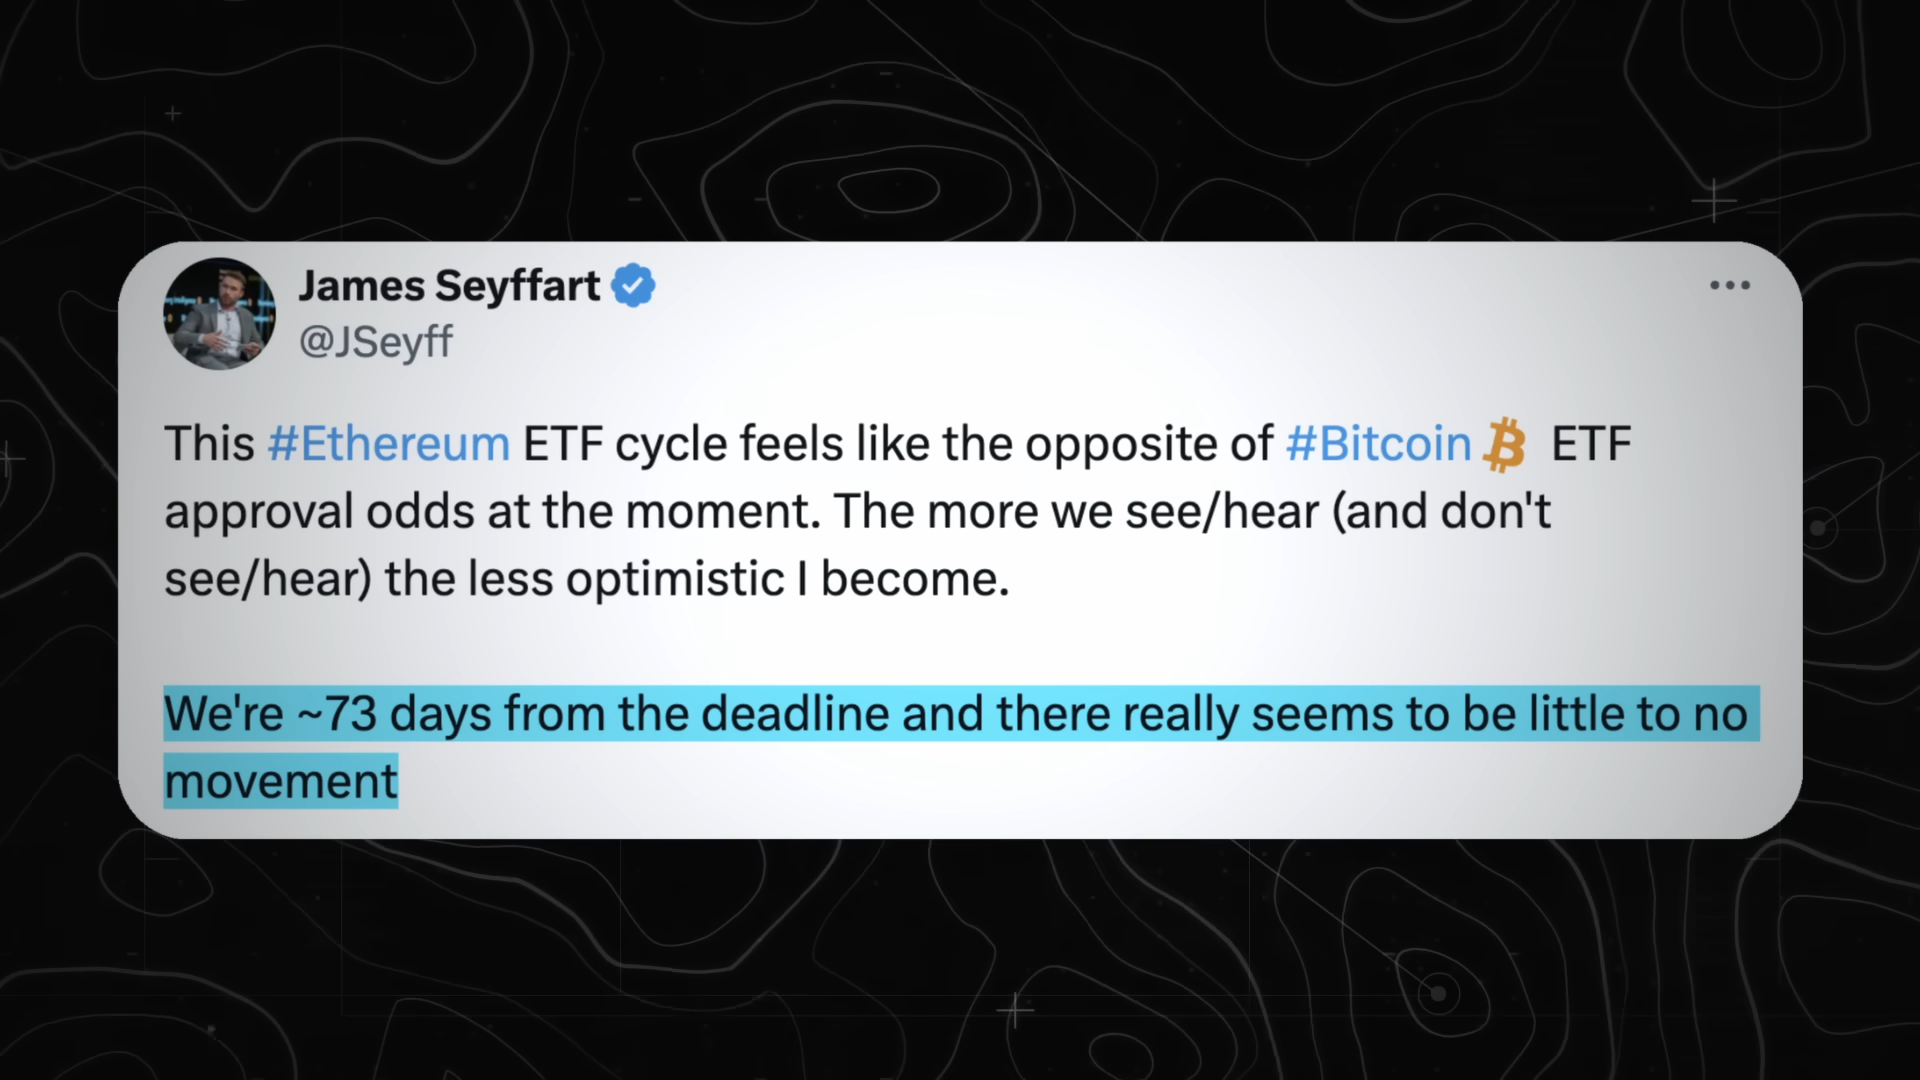 James Seyffart
@JSeyff
This #Ethereum ETF cycle feels like the opposite of #Bitcoin ETF
approval odds at the moment. The more we see/hear (and don't
see/hear) the less optimistic I become.
We're ~73 days from the deadline and there really seems to be little to no
movement